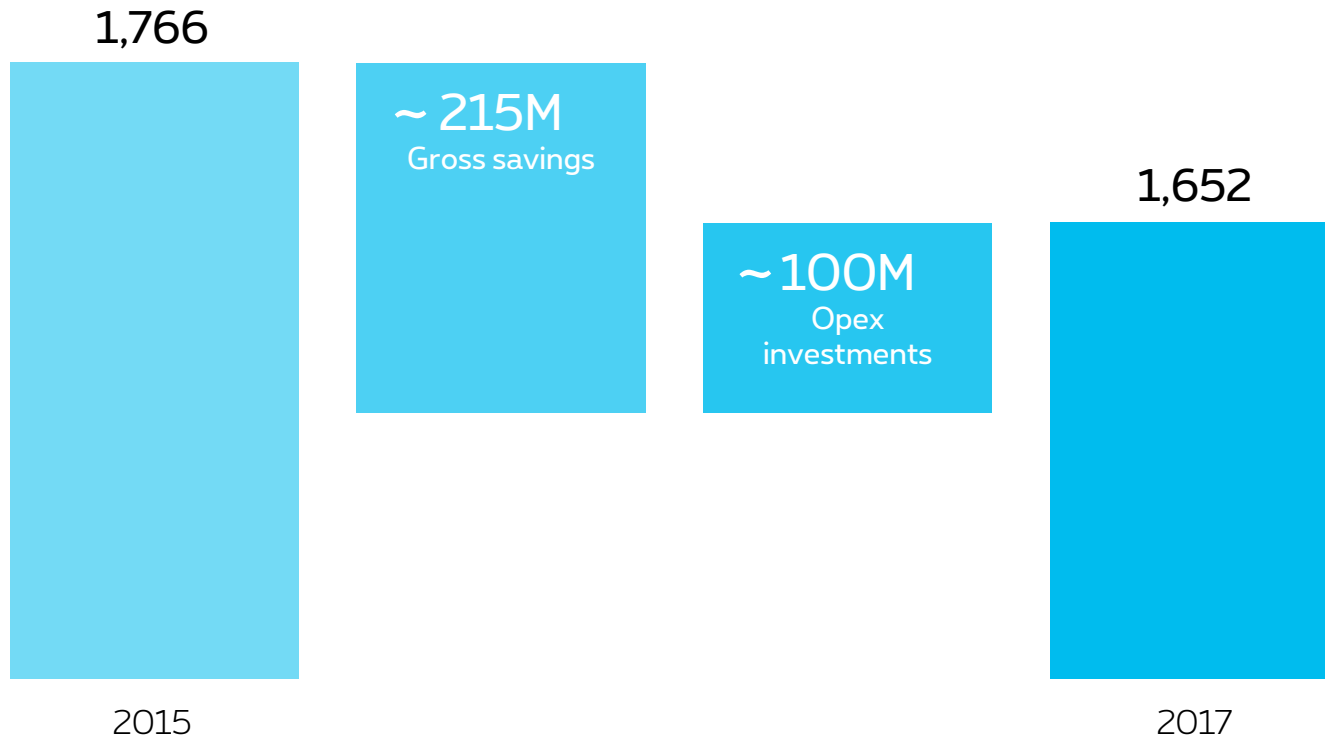 1,766
~ 215M
Gross savings
~ 100M
Opex
investments
1,652
2015
2017